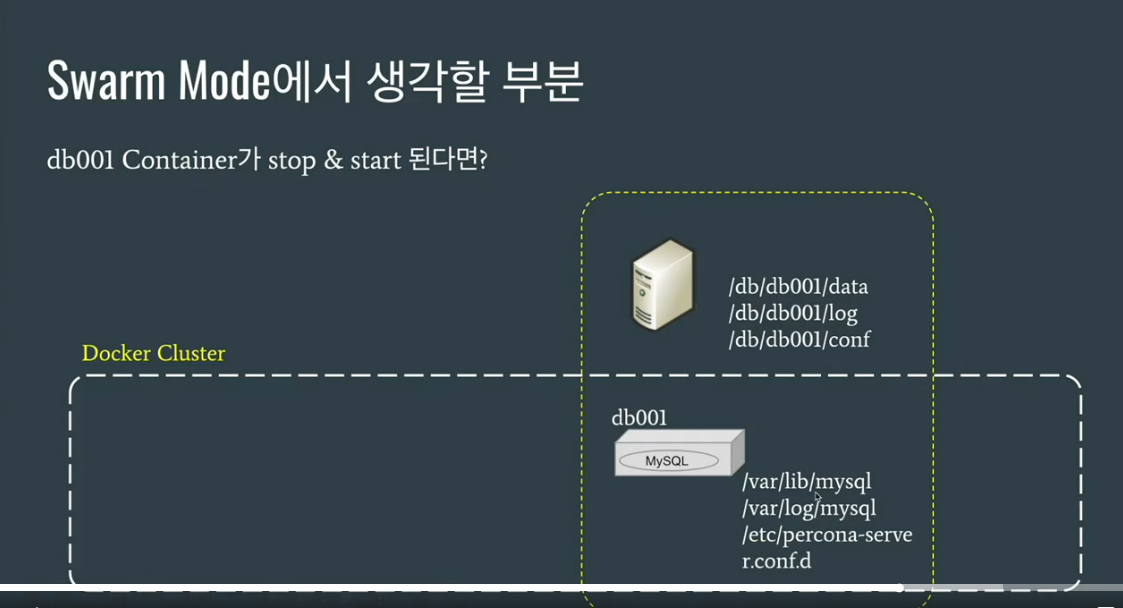 Swarm Mode에서 생각할 부분
db001 Container가 stop & start 된다면?
/db/db001/data
/db/db001/log
/db/db001/conf
Docker Cluster
db001
MySQL
/var/lib/mysql
/var/log/mysql
/etc/percona-serve
r.conf.d